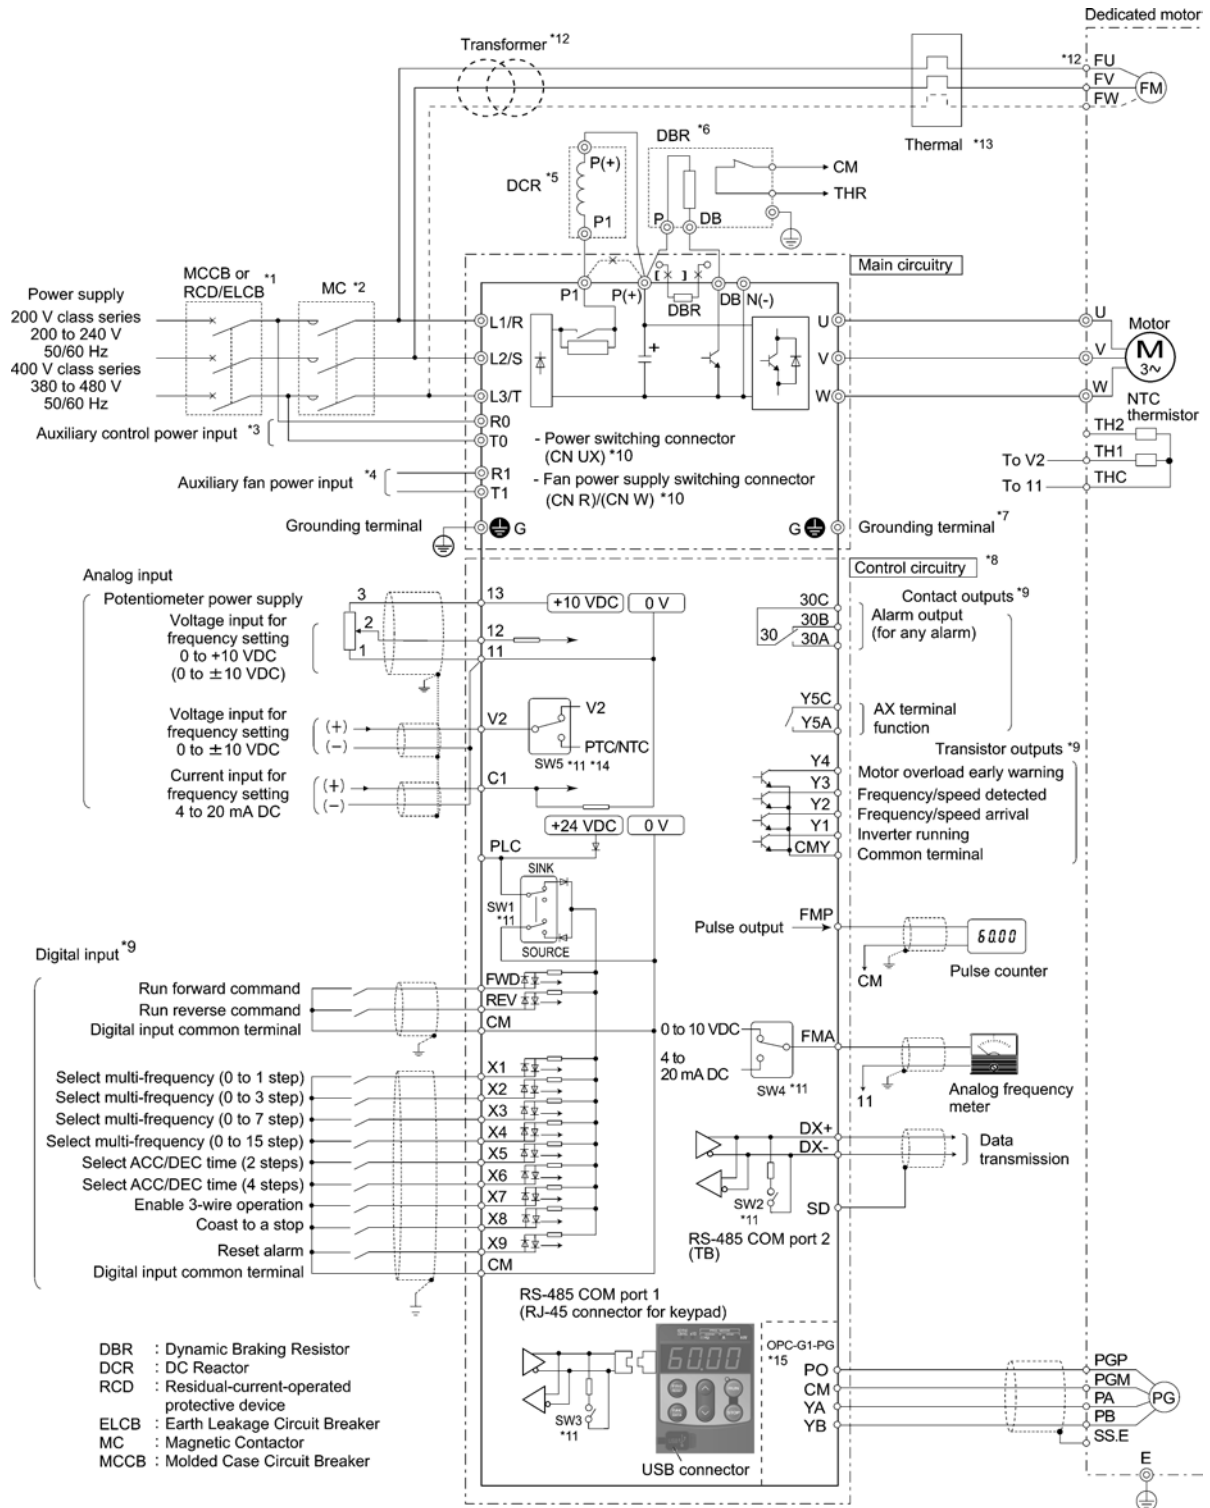 Dedicated motor
Transformer *12
*12 FU
FV
FW
FM
Thermal *13
DBR *6
DCR *5
P(+)
P1
P
DB
CM
THR
Main circuitry
MCCB or
RCD/ELCB *1
MC *2
Power supply
200 V class series
200 to 240 V
50/60 Hz
400 V class series
380 to 480 V
50/60 Hz
P1
P(+)
[ ]
DBR
DB
N(-)
L1/R
L2/S
L3/T
+
U
V
W
U
V
W
Motor
M
3~
NTC
thermistor
TH2
TH1
THC
To V2
To 11
Auxiliary control power input *3
R0
T0
- Power switching connector
(CN UX) *10
Auxiliary fan power input *4
R1
T1
- Fan power supply switching connector
(CN R)/(CN W) *10
Grounding terminal
G
G
Grounding terminal *7
Control circuitry *8
Analog input
Potentiometer power supply
3
2
1
13
12
11
+10 VDC
0 V
Voltage input for
frequency setting
0 to +10 VDC
(0 to ±10 VDC)
Voltage input for
frequency setting
0 to ±10 VDC
(+)
(−)
V2
V2
PTC/NTC
SW5 *11 *14
Current input for
frequency setting
4 to 20 mA DC
(+)
(−)
C1
Contact outputs *9
30C
30B
30
30A
Alarm output
(for any alarm)
Y5C
Y5A
AX terminal
function
Transistor outputs *9
Y4
Motor overload early warning
Y3
Frequency/speed detected
Y2
Frequency/speed arrival
Y1
Inverter running
CMY
Common terminal
+24 VDC
0 V
PLC
SINK
SW1
*11
SOURCE
Pulse output
FMP
60.00
CM
Pulse counter
Digital input *9
Run forward command
FWD
Run reverse command
REV
Digital input common terminal
CM
0 to 10 VDC
4 to
20 mA DC
SW4 *11
FMA
11
Analog frequency
meter
Select multi-frequency (0 to 1 step)
X1
Select multi-frequency (0 to 3 step)
X2
Select multi-frequency (0 to 7 step)
X3
Select multi-frequency (0 to 15 step)
X4
Select ACC/DEC time (2 steps)
X5
Select ACC/DEC time (4 steps)
X6
Enable 3-wire operation
X7
Coast to a stop
X8
Reset alarm
X9
Digital input common terminal
CM
DX+
DX-
Data
transmission
SW2
*11
SD
RS-485 COM port 2
(TB)
RS-485 COM port 1
(RJ-45 connector for keypad)
60.00
SW3
*11
USB connector
OPC-G1-PG
*15
PO
CM
YA
YB
PGP
PGM
PA
PB
SS.E
PG
E
DBR : Dynamic Braking Resistor
DCR : DC Reactor
RCD : Residual-current-operated
protective device
ELCB : Earth Leakage Circuit Breaker
MC : Magnetic Contactor
MCCB : Molded Case Circuit Breaker